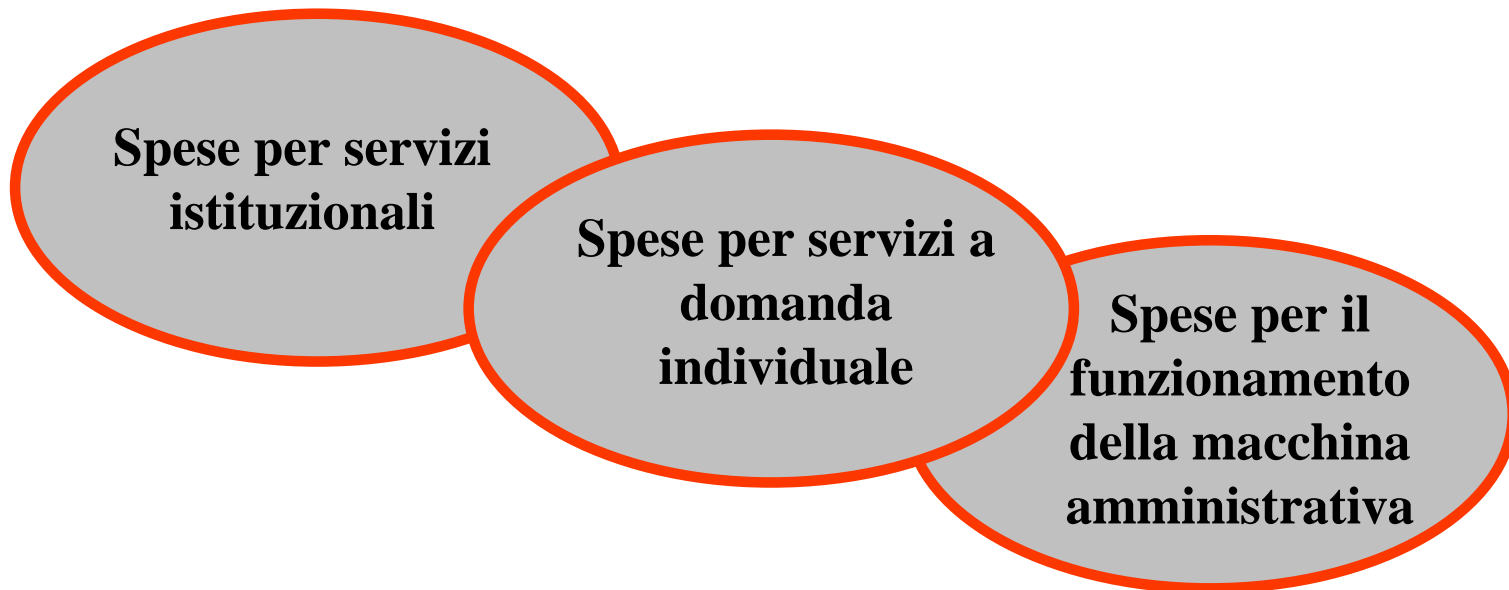 Spese per servizi
istituzionali
Spese per servizi a
domanda
individuale
Spese per il
funzionamento
della macchina
amministrativa